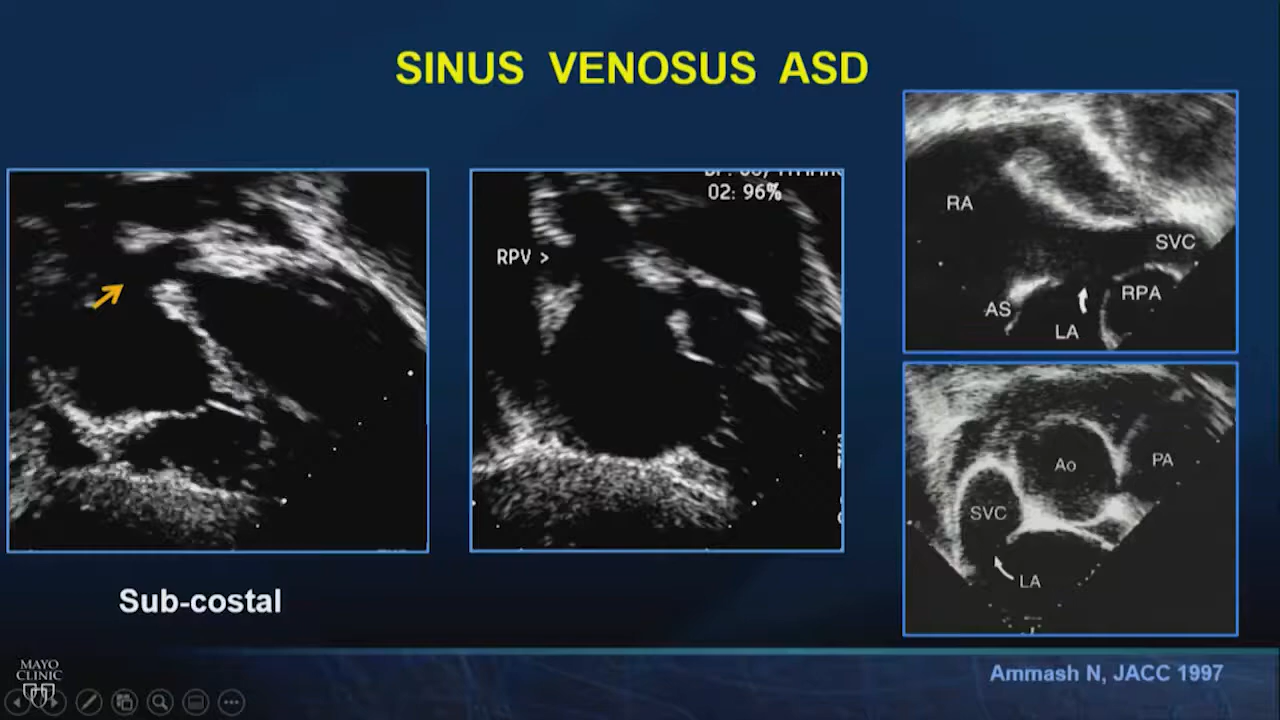 SINUS VENOSUS ASD
02: 96%
RPV >
RA
SVC
AS
RPA
LA
Ao
PA
SVC
LA
Sub-costal
MAYO
CLINIC
Ammash N, JACC 1997